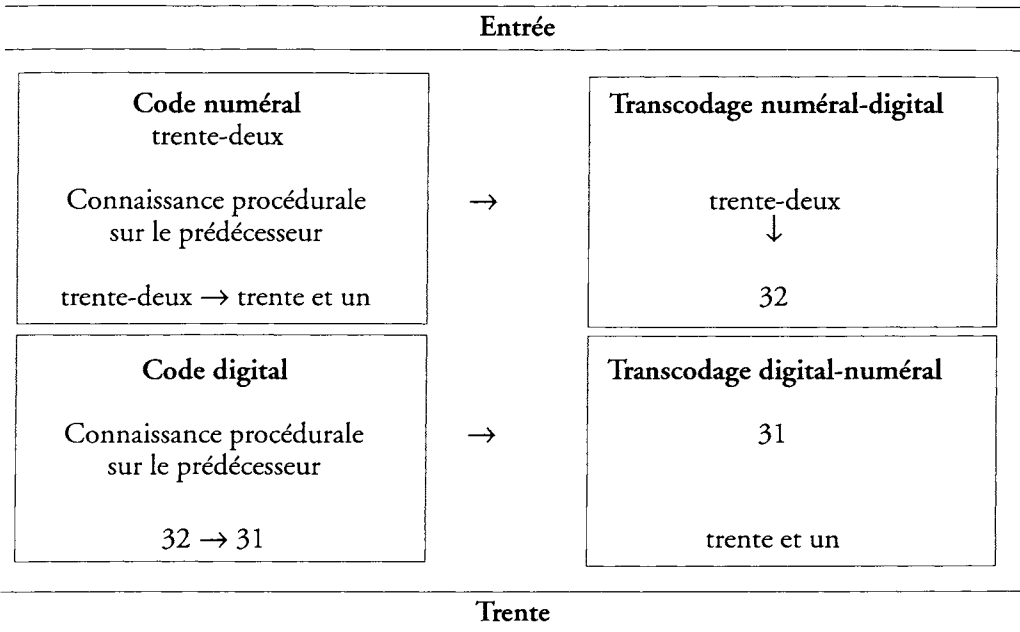 Entrée
Code numéral
trente-deux
Connaissance procédurale
sur le prédécesseur
trente-deux → trente et un
→
Transcodage numéral-digital
trente-deux
↓
32
Code digital
Connaissance procédurale
sur le prédécesseur
32 → 31
→
Transcodage digital-numéral
31
trente et un
Trente